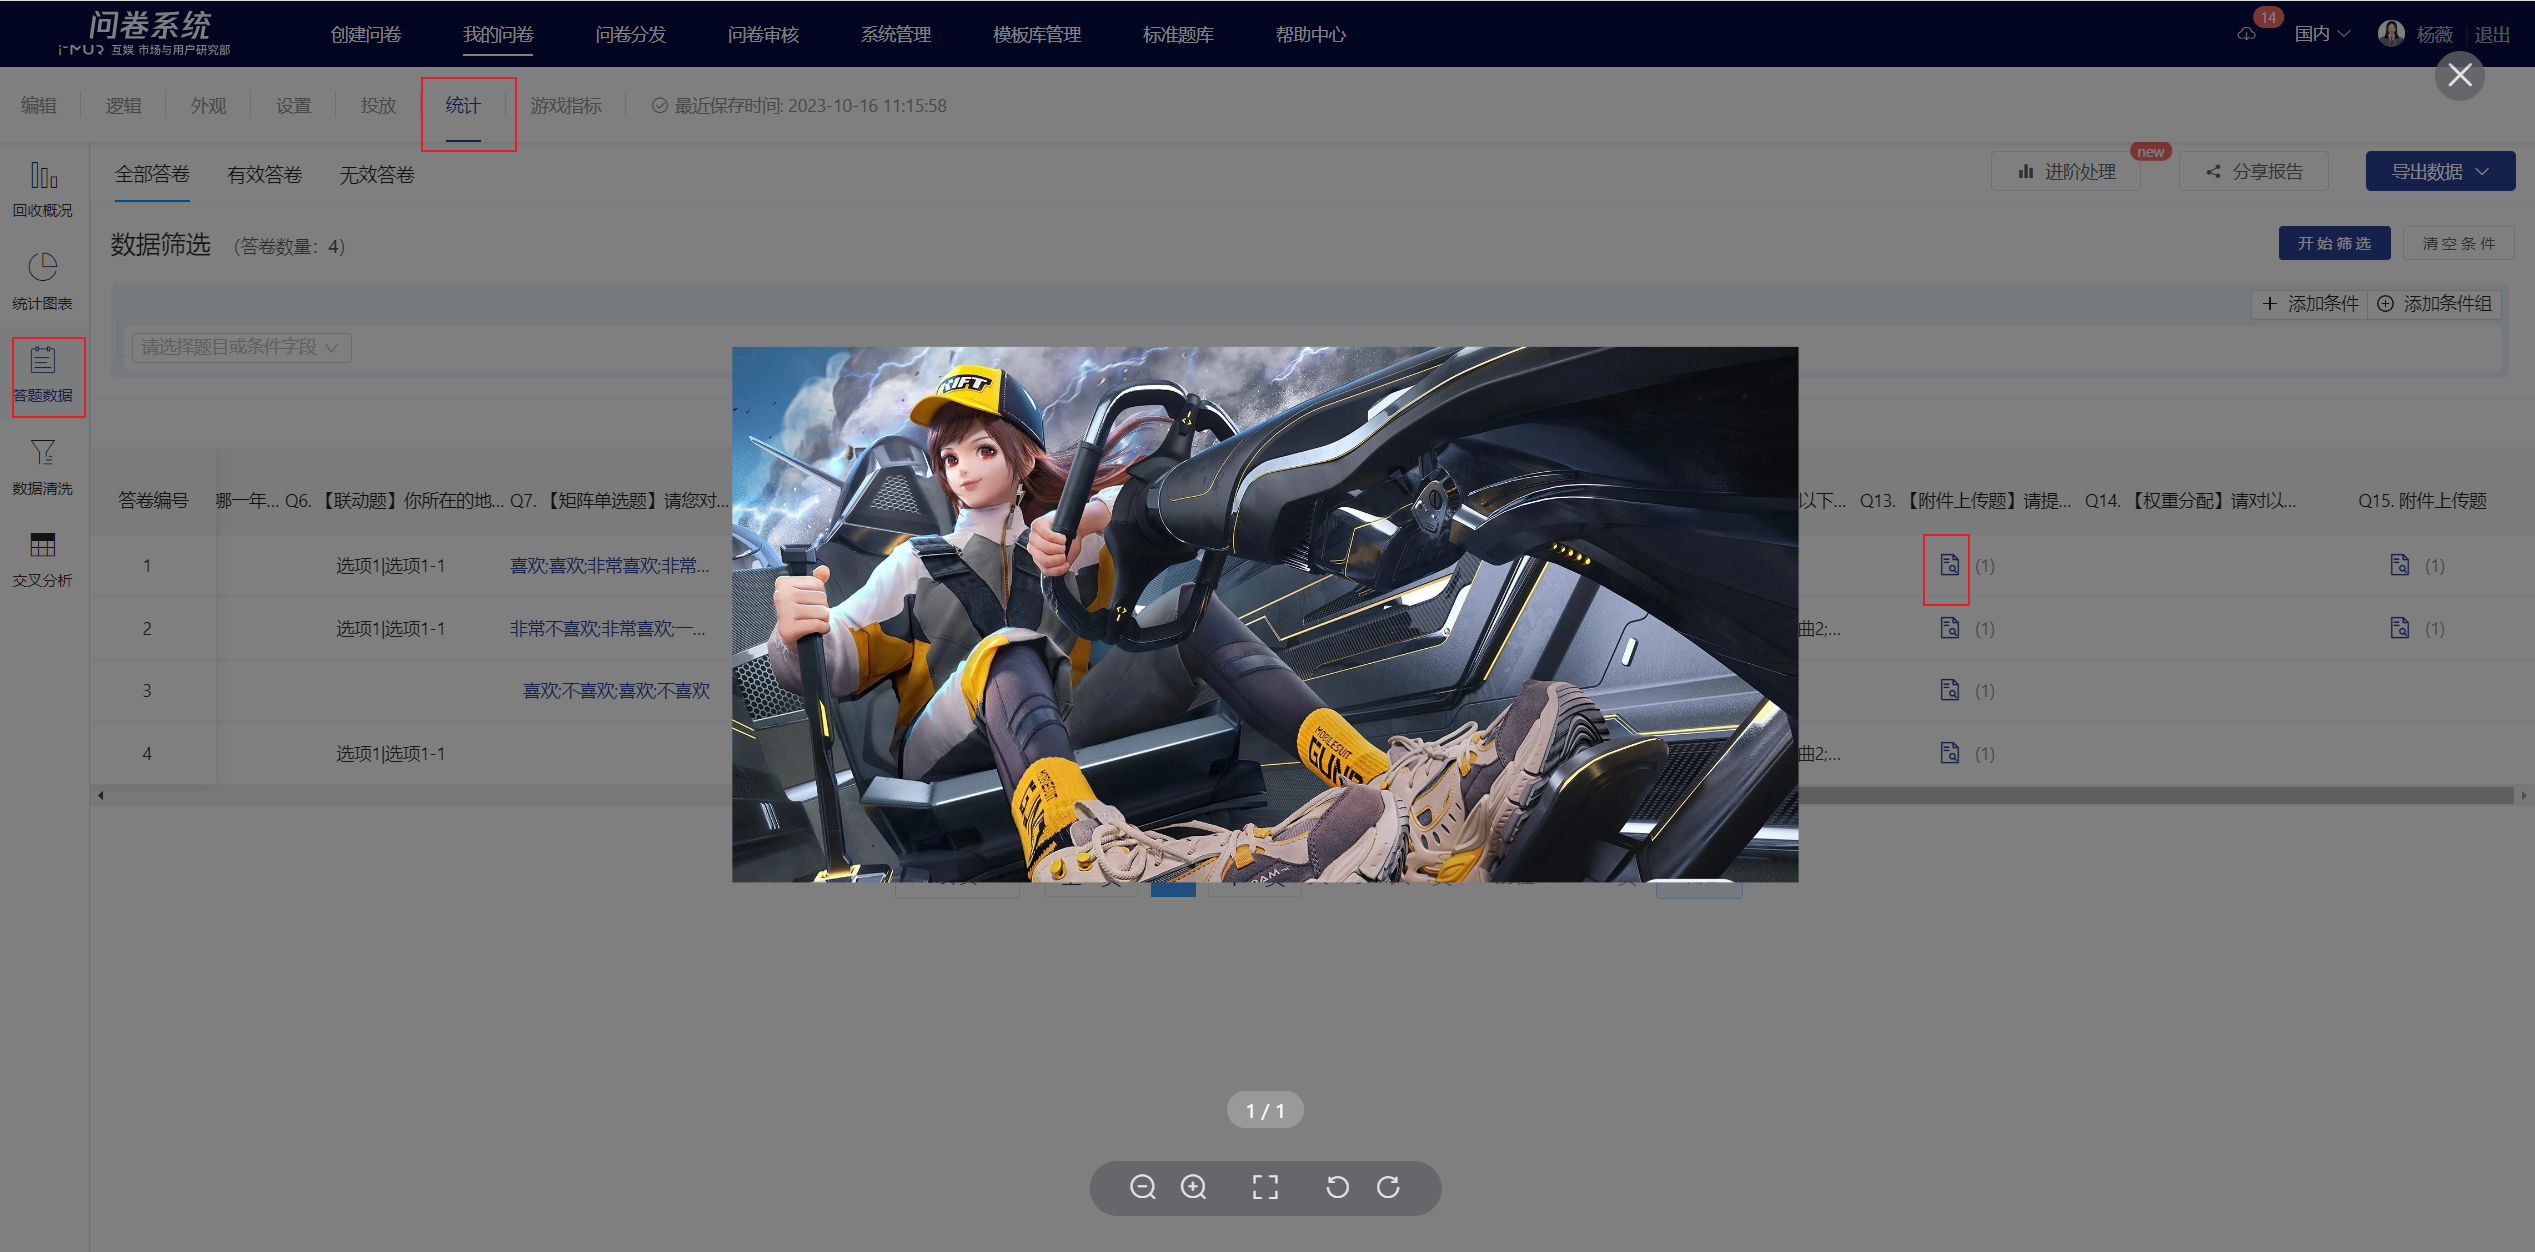 问卷系统
i-MUR 互娱 市场与用户研究部
创建问卷
我的问卷
问卷分发
问卷审核
系统管理
模板库管理
标准题库
帮助中心
14
国内
杨薇
退出
编辑
逻辑
外观
设置
投放
统计
游戏指标
最近保存时间: 2023-10-16 11:15:58
回收概况
统计图表
答题数据
数据清洗
交叉分析
全部答卷
有效答卷
无效答卷
进阶处理
new
分享报告
导出数据
数据筛选
（答卷数量：4）
开始筛选
清空条件
添加条件
添加条件组
请选择题目或条件字段
答卷编号
哪一年...
Q6. 【联动题】你所在的地...
Q7. 【矩阵单选题】请您对...
以下...
Q13. 【附件上传题】请提...
Q14. 【权重分配】请对以...
Q15. 附件上传题
1
选项1|选项1-1
喜欢;喜欢;非常喜欢;非常...
(1)
(1)
2
选项1|选项1-1
非常不喜欢;非常喜欢;一...
曲2;...
(1)
(1)
3
喜欢;不喜欢;喜欢;不喜欢
(1)
4
选项1|选项1-1
曲2;...
(1)
MOBILESUIT
MOBILESUIT
1 / 1